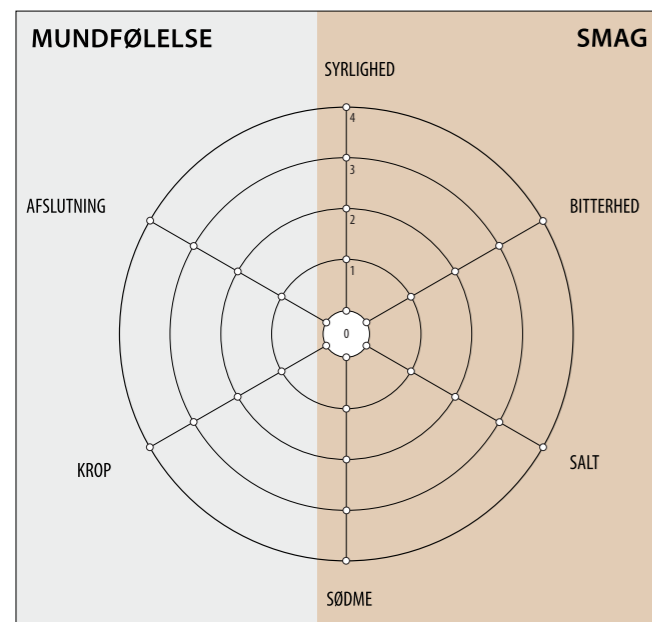 MUNDFØLELSE
SMAG
SYRLIGHED
4
3
2
1
0
AFSLUTNING
BITTERHED
KROP
SALT
SØDME